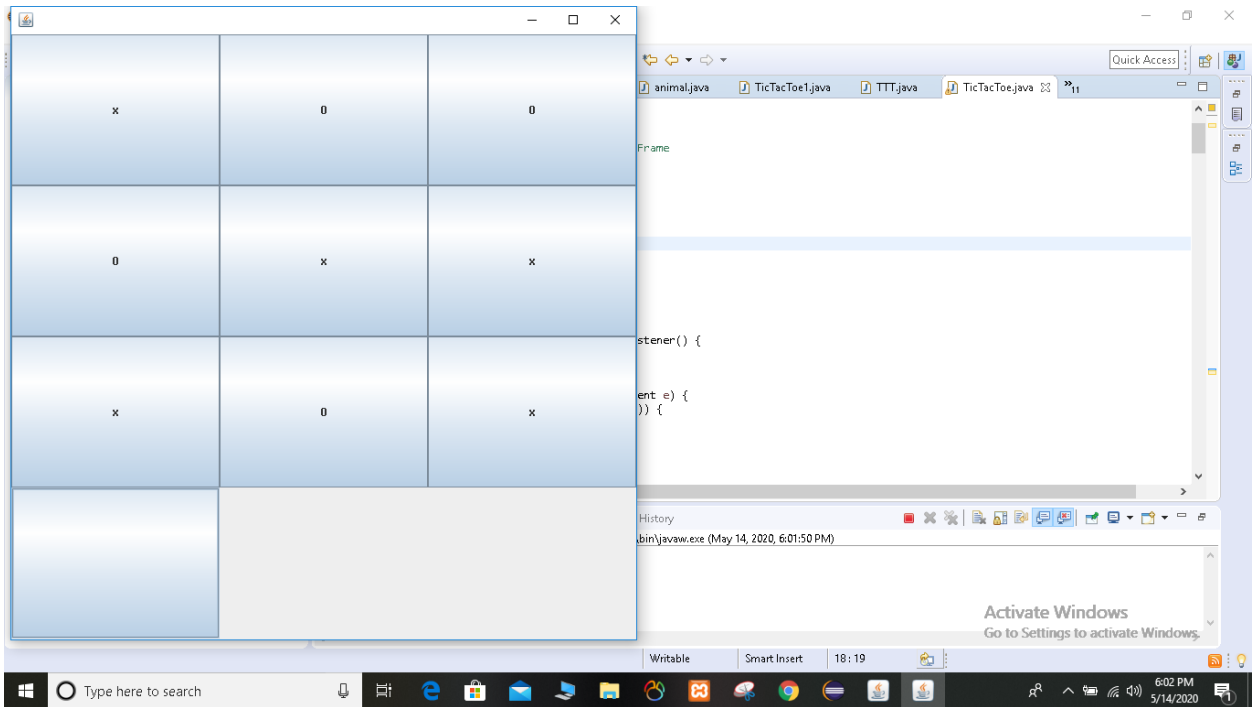 x 0 0
0 x x
x 0 x
Quick Access
animal.java TicTacToe1.java TTT.java TicTacToe.java »11
Frame
stener() {
ent e) {
)) {
History
\bin\javaw.exe (May 14, 2020, 6:01:50 PM)
Activate Windows
Go to Settings to activate Windows.
Writable Smart Insert 18:19
Type here to search
6:02 PM
5/14/2020